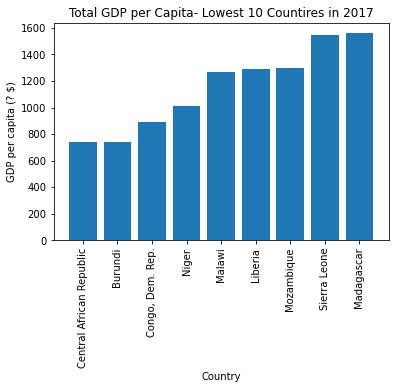 Total GDP per Capita- Lowest 10 Countires in 2017
GDP per capita (? $)
1600
1400
1200
1000
800
600
400
200
0
Central African Republic
Burundi
Congo, Dem. Rep.
Niger
Malawi
Liberia
Mozambique
Sierra Leone
Madagascar
Country